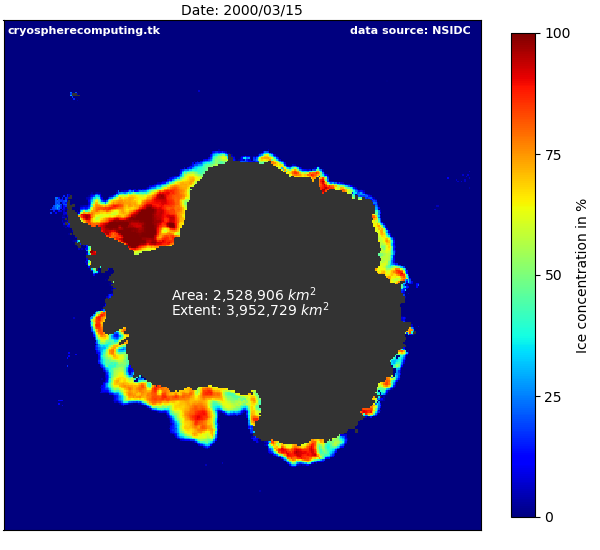 Date: 2000/03/15
cryospherecomputing.tk
data source: NSIDC
Area: 2,528,906 km²
Extent: 3,952,729 km²
100
75
50
25
0
Ice concentration in %